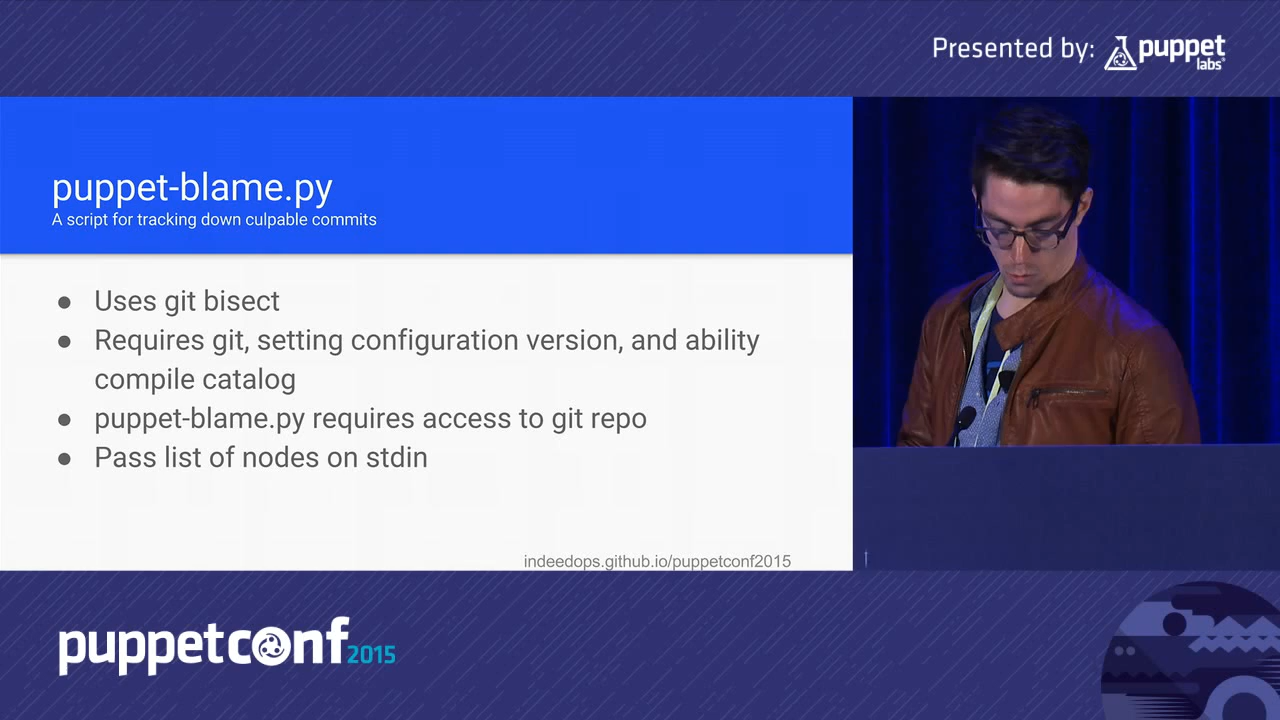 Presented by: puppet labs®
puppet-blame.py
A script for tracking down culpable commits
● Uses git bisect
● Requires git, setting configuration version, and ability
compile catalog
● puppet-blame.py requires access to git repo
● Pass list of nodes on stdin
indeedops.github.io/puppetconf2015
puppetconf2015